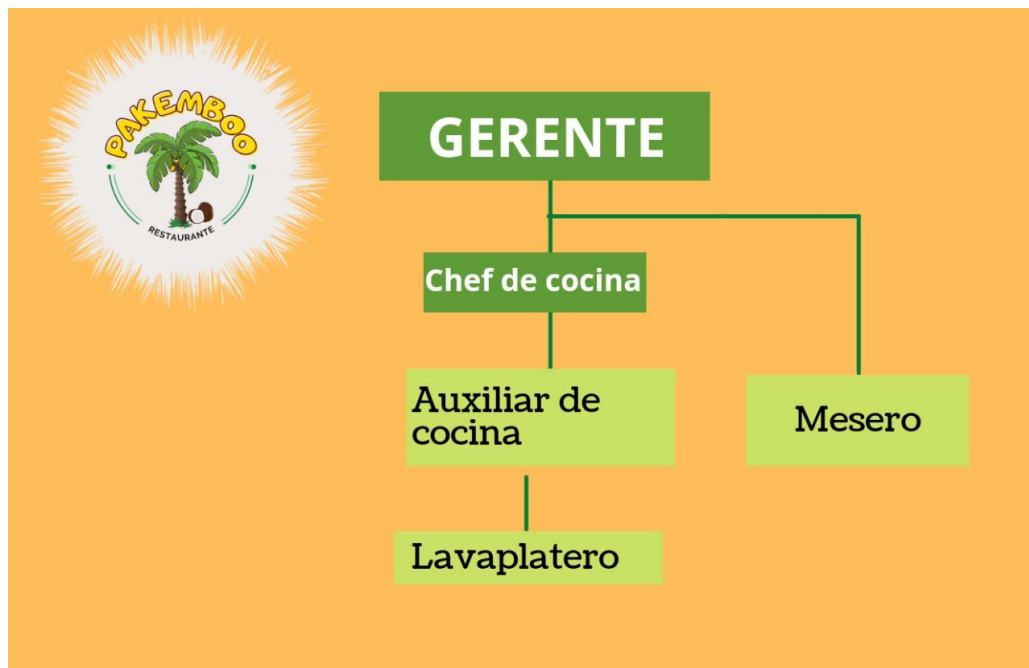 PAKEMBOO
RESTAURANTE
GERENTE
Chef de cocina
Auxiliar de
cocina
Mesero
Lavaplatero